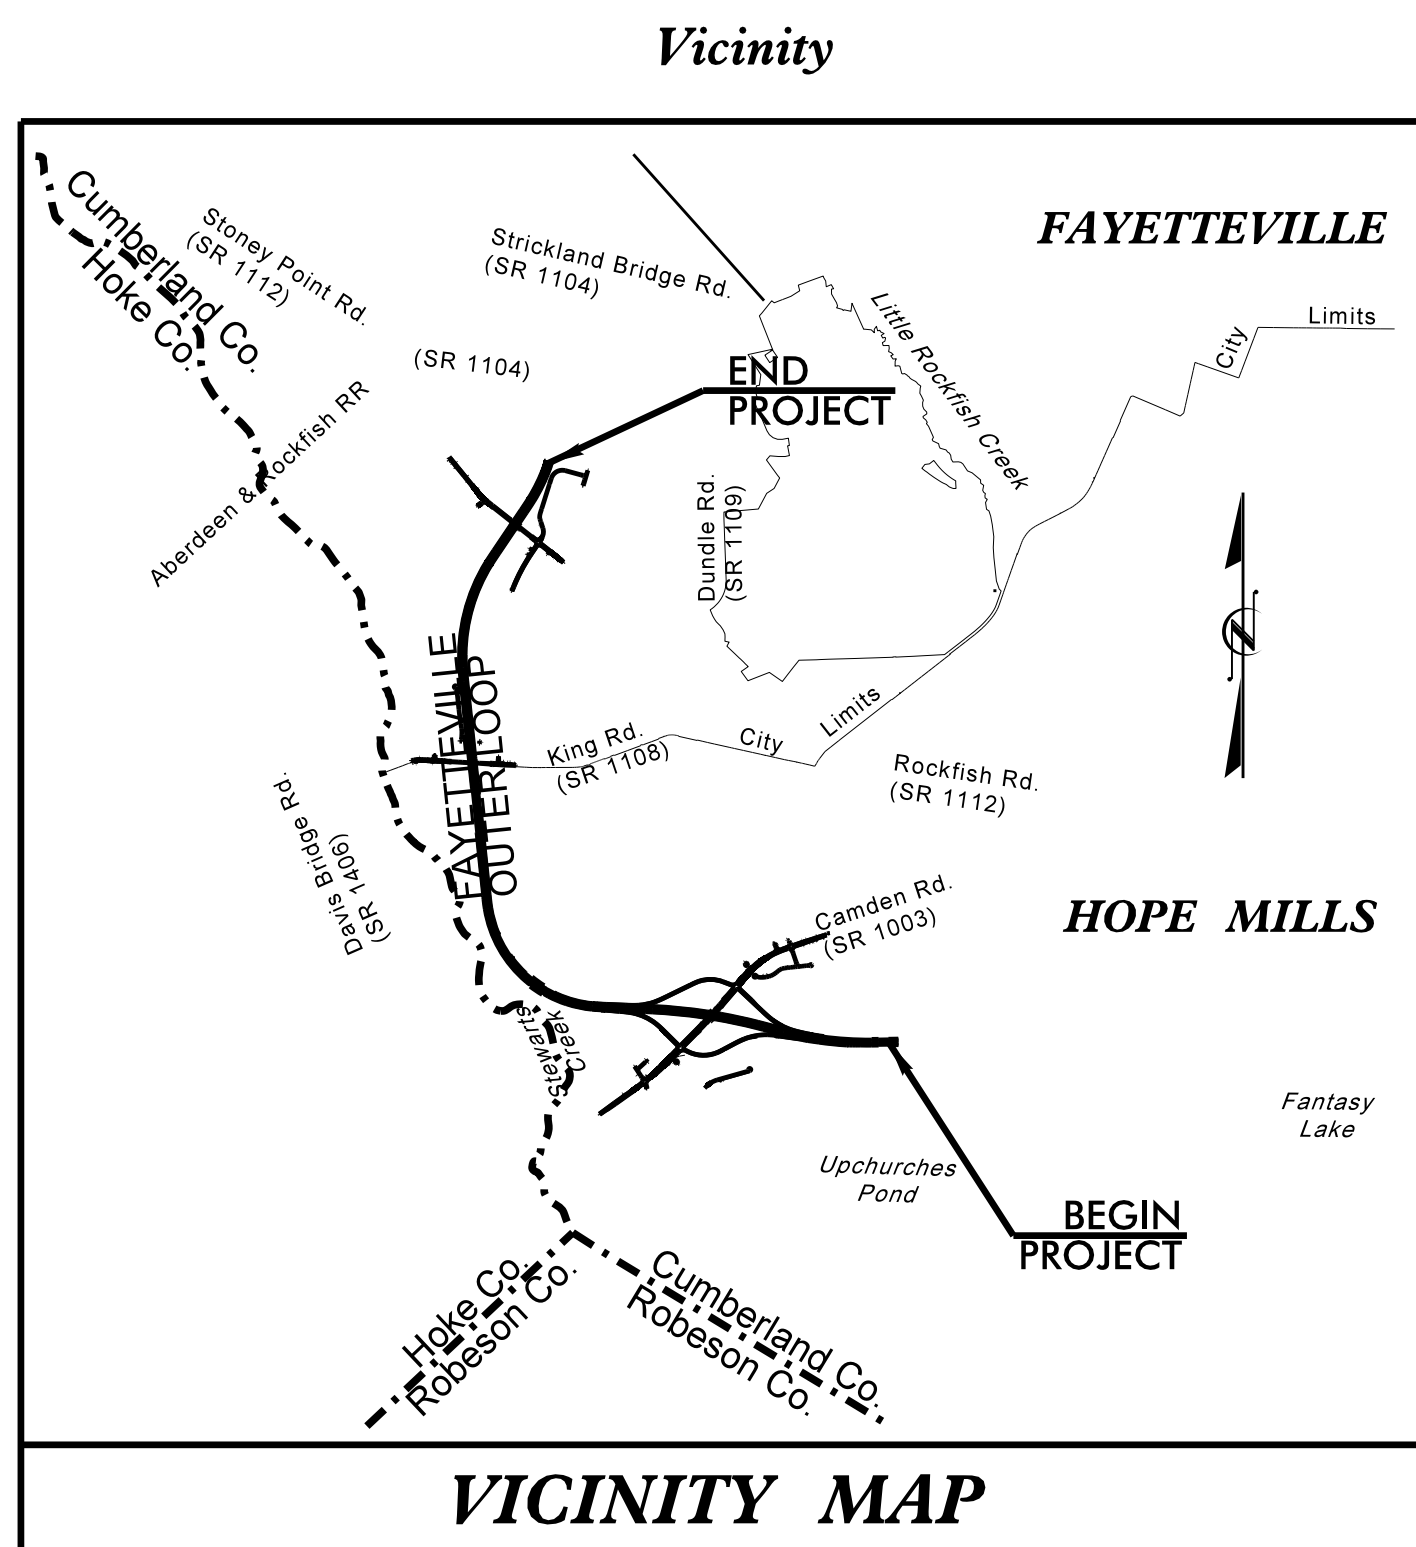 Vicinity
Cumberland Co.
Hoke Co.
Stoney Point Rd.
(SR 1112)
Strickland Bridge Rd.
(SR 1104)
FAYETTEVILLE
Limits
City
Little Rockfish Creek
(SR 1104)
END
PROJECT
Aberdeen & Rockfish RR
Dundle Rd.
(SR 1109)
N
FAYETTEVILLE
OUTER LOOP
King Rd.
(SR 1108)
City
Limits
Rockfish Rd.
(SR 1112)
Davis Bridge Rd.
(SR 1406)
Camden Rd.
(SR 1003)
HOPE MILLS
Stewarts
Creek
Fantasy
Lake
Upchurches
Pond
BEGIN
PROJECT
Hoke Co.
Robeson Co.
Cumberland Co.
Robeson Co.
VICINITY MAP